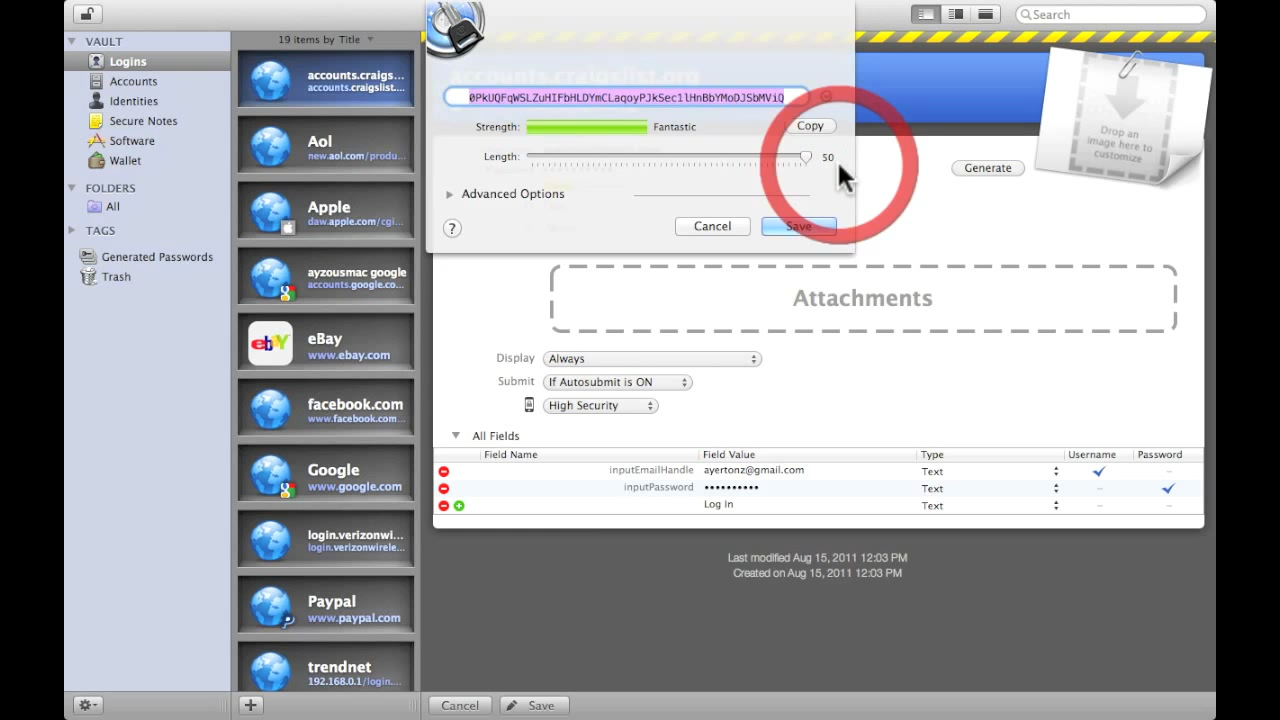 Search
VAULT
Logins
Accounts
Identities
Secure Notes
Software
Wallet
FOLDERS
All
TAGS
Generated Passwords
Trash
19 items by Title
accounts.craigs...
accounts.craigslist....
Aol
new.aol.com/produ...
Apple
daw.apple.com/cgi...
ayzousmac google
accounts.google.co...
eBay
www.ebay.com
facebook.com
www.facebook.com...
Google
www.google.com
login.verizonwi...
login.verizonwirele...
Paypal
www.paypal.com
trendnet
192.168.0.1/login....
accounts.craigslist.org
0PkUQFqWSLZuHIFbHLDYmCLaqoyPJkSec1lHnBbYMoDJSbMViQ
Strength: Fantastic Copy
Length: 50
Advanced Options
? Cancel Save
Drop an
image here to
customize
Generate
Attachments
Display Always
Submit If Autosubmit is ON
High Security
All Fields
Field Name Field Value Type Username Password
inputEmailHandle ayertonz@gmail.com Text
inputPassword •••••••••• Text
Log In Text
Last modified Aug 15, 2011 12:03 PM
Created on Aug 15, 2011 12:03 PM
Cancel Save